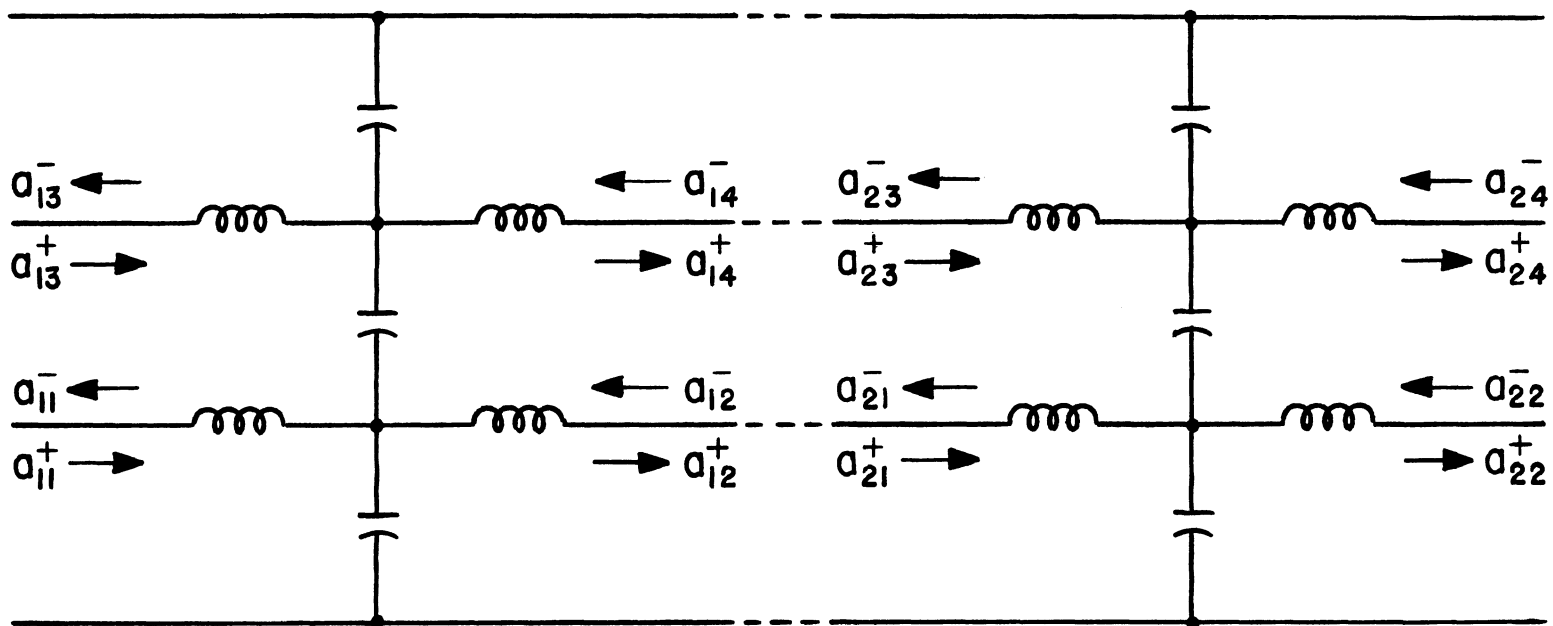 a₁₃⁻ a₁₄⁻ a₂₃⁻ a₂₄⁻
a₁₃⁺ a₁₄⁺ a₂₃⁺ a₂₄⁺
a₁₁⁻ a₁₂⁻ a₂₁⁻ a₂₂⁻
a₁₁⁺ a₁₂⁺ a₂₁⁺ a₂₂⁺